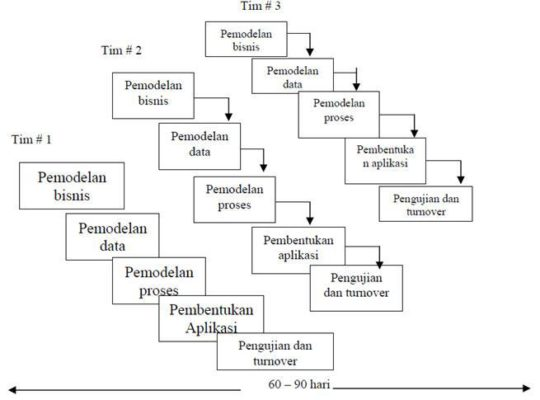 Tim # 1
Pemodelan
bisnis
Pemodelan
data
Pemodelan
proses
Pembentukan
Aplikasi
Pengujian dan
turnover
Tim # 2
Pemodelan
bisnis
Pemodelan
data
Pemodelan
proses
Pembentukan
aplikasi
Pengujian
dan turnover
Tim # 3
Pemodelan
bisnis
Pemodelan
data
Pemodelan
proses
Pembentuka
n aplikasi
Pengujian dan
turnover
60 – 90 hari